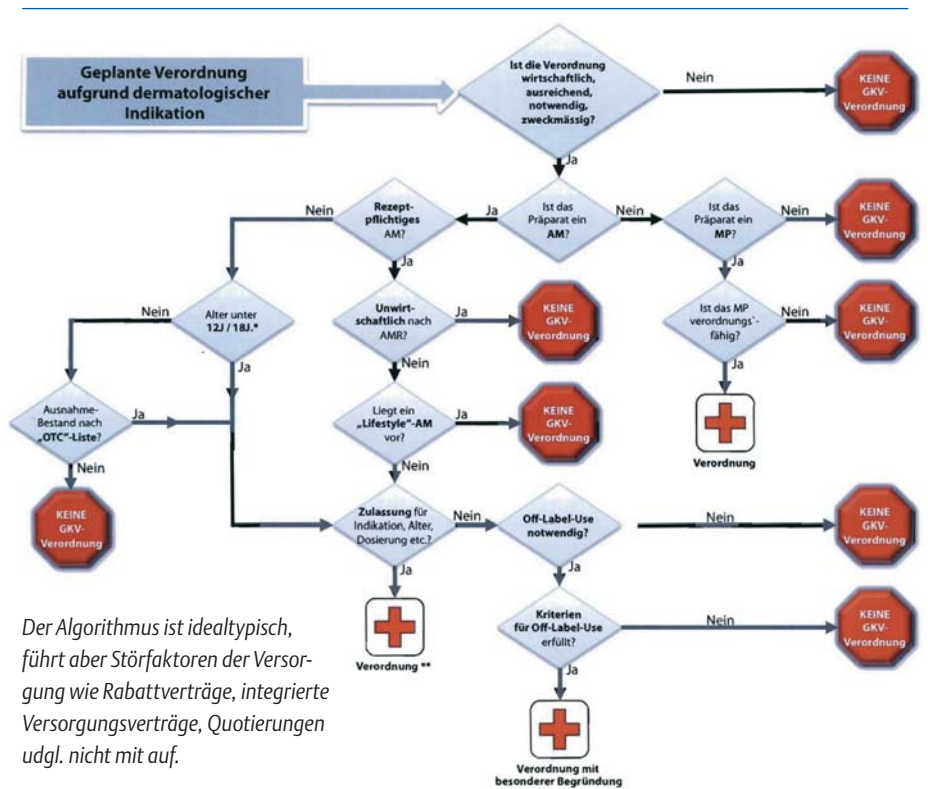 Geplante Verordnung
aufgrund dermatologischer
Indikation
Ist die Verordnung
wirtschaftlich,
ausreichend,
notwendig,
zweckmässig?
Nein
KEINE
GKV-
Verordnung
Ja
Nein
Rezept-
pflichtiges
AM?
Ja
Ist das
Präparat ein
AM?
Nein
Ist das
Präparat ein
MP?
Nein
KEINE
GKV-
Verordnung
Ja
Ja
Nein
Alter unter
12J / 18J.*
Ja
Unwirt-
schaftlich nach
AMR?
Ja
KEINE
GKV-
Verordnung
Nein
Ist das MP
verordnungs-
fähig?
Nein
KEINE
GKV-
Verordnung
Ja
Verordnung
Ausnahme-
Bestand nach
„OTC"-Liste?
Ja
Nein
KEINE
GKV-
Verordnung
Liegt ein
„Lifestyle"-AM
vor?
Ja
KEINE
GKV-
Verordnung
Nein
Zulassung für
Indikation, Alter,
Dosierung etc.?
Nein
Off-Label-Use
notwendig?
Nein
KEINE
GKV-
Verordnung
Ja
Verordnung **
Ja
Kriterien
für Off-Label-Use
erfüllt?
Nein
KEINE
GKV-
Verordnung
Ja
Verordnung mit
besonderer Begründung
Der Algorithmus ist idealtypisch,
führt aber Störfaktoren der Versor-
gung wie Rabattverträge, integrierte
Versorgungsverträge, Quotierungen
udgl. nicht mit auf.